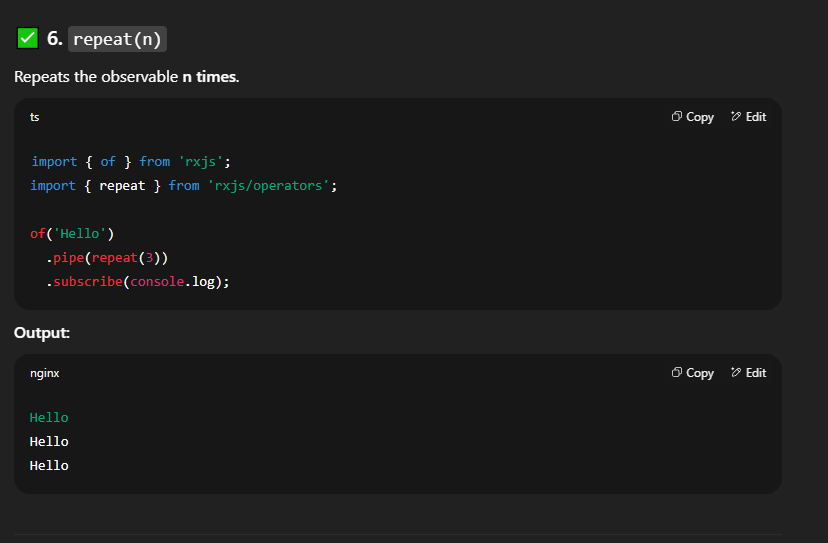 ✅ 6. repeat(n)
Repeats the observable n times.
ts Copy Edit
import { of } from 'rxjs';
import { repeat } from 'rxjs/operators';
of('Hello')
  .pipe(repeat(3))
  .subscribe(console.log);
Output:
nginx Copy Edit
Hello
Hello
Hello